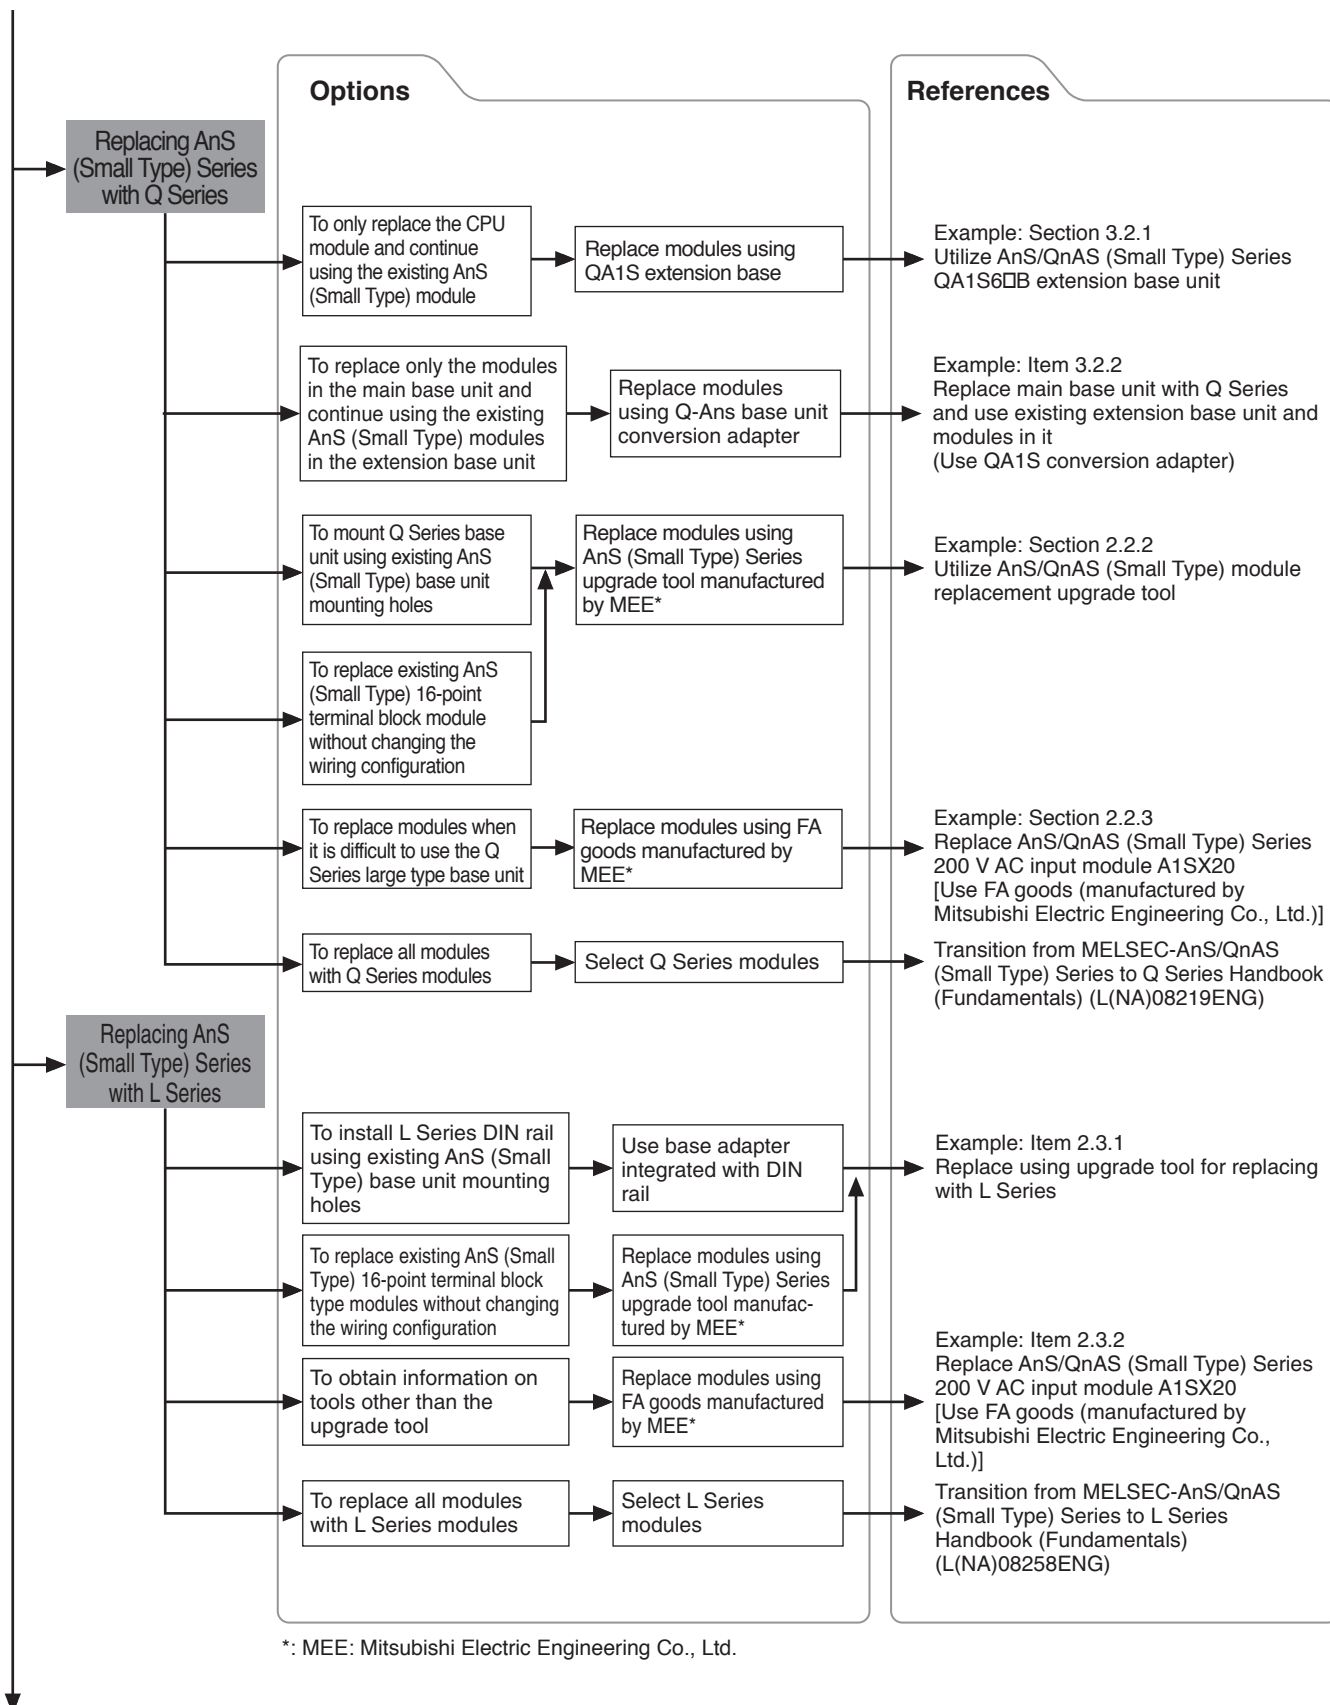 Options
References
Replacing AnS
(Small Type) Series
with Q Series
To only replace the CPU
module and continue
using the existing AnS
(Small Type) module
Replace modules using
QA1S extension base
Example: Section 3.2.1
Utilize AnS/QnAS (Small Type) Series
QA1S6□B extension base unit
To replace only the modules
in the main base unit and
continue using the existing
AnS (Small Type) modules
in the extension base unit
Replace modules
using Q-Ans base unit
conversion adapter
Example: Item 3.2.2
Replace main base unit with Q Series
and use existing extension base unit and
modules in it
(Use QA1S conversion adapter)
To mount Q Series base
unit using existing AnS
(Small Type) base unit
mounting holes
Replace modules using
AnS (Small Type) Series
upgrade tool manufactured
by MEE*
Example: Section 2.2.2
Utilize AnS/QnAS (Small Type) module
replacement upgrade tool
To replace existing AnS
(Small Type) 16-point
terminal block module
without changing the
wiring configuration
To replace modules when
it is difficult to use the Q
Series large type base unit
Replace modules using FA
goods manufactured by
MEE*
Example: Section 2.2.3
Replace AnS/QnAS (Small Type) Series
200 V AC input module A1SX20
[Use FA goods (manufactured by
Mitsubishi Electric Engineering Co., Ltd.)]
To replace all modules
with Q Series modules
Select Q Series modules
Transition from MELSEC-AnS/QnAS
(Small Type) Series to Q Series Handbook
(Fundamentals) (L(NA)08219ENG)
Replacing AnS
(Small Type) Series
with L Series
To install L Series DIN rail
using existing AnS (Small
Type) base unit mounting
holes
Use base adapter
integrated with DIN
rail
Example: Item 2.3.1
Replace using upgrade tool for replacing
with L Series
To replace existing AnS (Small
Type) 16-point terminal block
type modules without changing
the wiring configuration
Replace modules using
AnS (Small Type) Series
upgrade tool manufac-
tured by MEE*
To obtain information on
tools other than the
upgrade tool
Replace modules using
FA goods manufactured
by MEE*
Example: Item 2.3.2
Replace AnS/QnAS (Small Type) Series
200 V AC input module A1SX20
[Use FA goods (manufactured by
Mitsubishi Electric Engineering Co.,
Ltd.)]
To replace all modules
with L Series modules
Select L Series
modules
Transition from MELSEC-AnS/QnAS
(Small Type) Series to L Series
Handbook (Fundamentals)
(L(NA)08258ENG)
*: MEE: Mitsubishi Electric Engineering Co., Ltd.